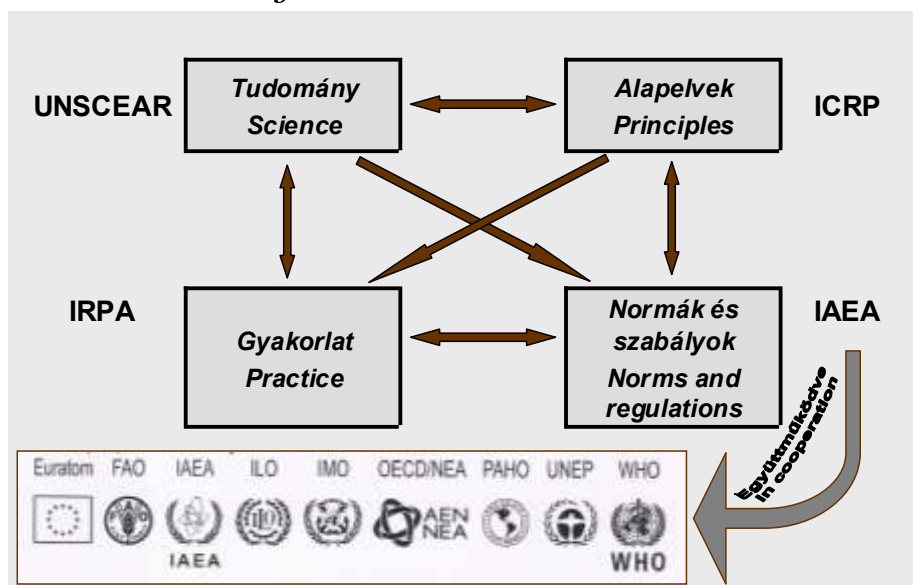 UNSCEAR
Tudomány
Science
Alapelvek
Principles
ICRP
IRPA
Gyakorlat
Practice
Normák és
szabályok
Norms and
regulations
IAEA
Együttműködve
in cooperation
Euratom FAO IAEA ILO IMO OECD/NEA PAHO UNEP WHO
ILO
AEN
NEA
IAEA
WHO